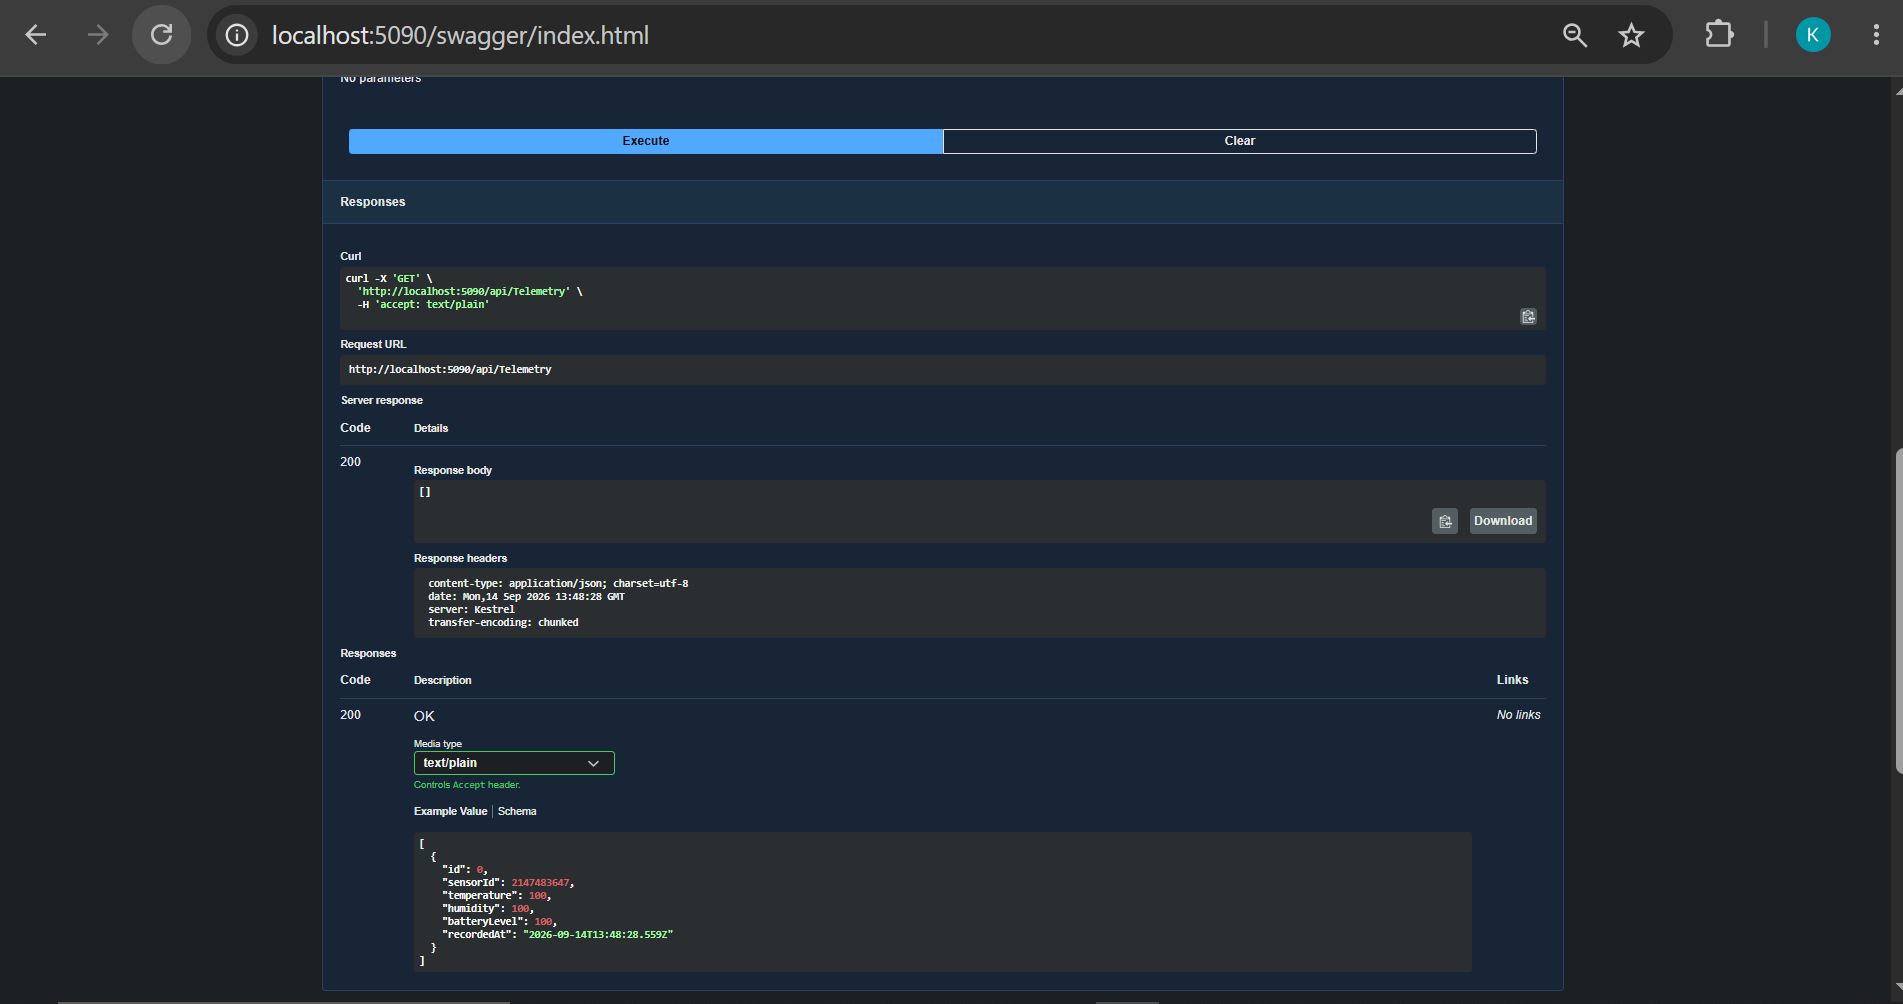 localhost:5090/swagger/index.html
K
No parameters
Execute
Clear
Responses
Curl
curl -X 'GET' \
'http://localhost:5090/api/Telemetry' \
-H 'accept: text/plain'
Request URL
http://localhost:5090/api/Telemetry
Server response
Code Details
200
Response body
[]
Download
Response headers
content-type: application/json; charset=utf-8
date: Mon,14 Sep 2026 13:48:28 GMT
server: Kestrel
transfer-encoding: chunked
Responses
Code Description Links
200 OK No links
Media type
text/plain
Controls Accept header.
Example Value | Schema
[
{
"id": 0,
"sensorId": 2147483647,
"temperature": 100,
"humidity": 100,
"batteryLevel": 100,
"recordedAt": "2026-09-14T13:48:28.559Z"
}
]